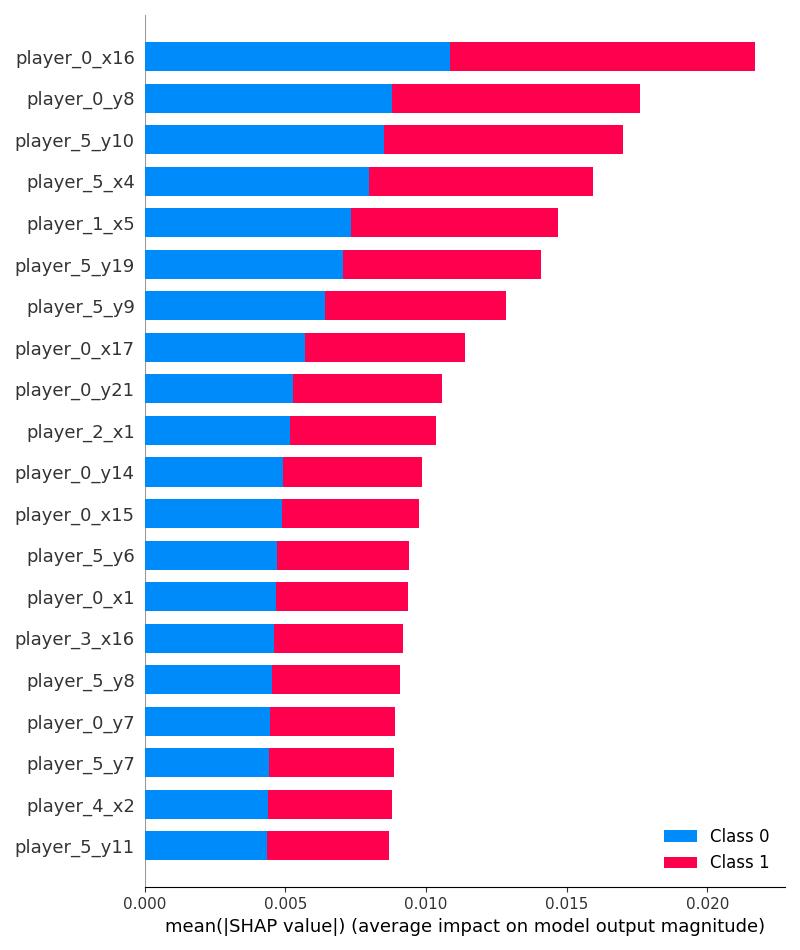 player_0_x16
player_0_y8
player_5_y10
player_5_x4
player_1_x5
player_5_y19
player_5_y9
player_0_x17
player_0_y21
player_2_x1
player_0_y14
player_0_x15
player_5_y6
player_0_x1
player_3_x16
player_5_y8
player_0_y7
player_5_y7
player_4_x2
player_5_y11
Class 0
Class 1
0.000 0.005 0.010 0.015 0.020
mean(|SHAP value|) (average impact on model output magnitude)